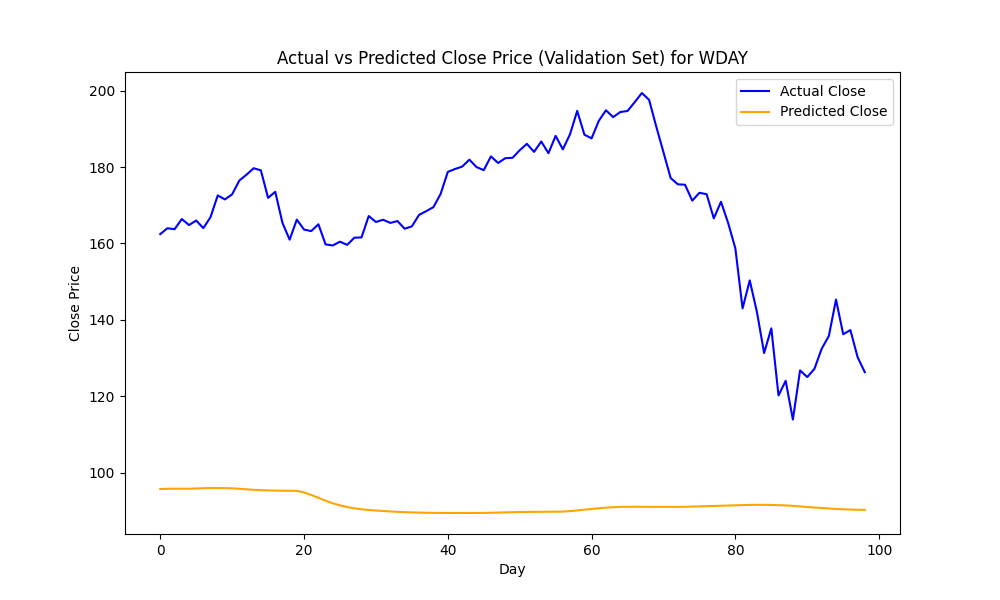 Actual vs Predicted Close Price (Validation Set) for WDAY
Actual Close
Predicted Close
Close Price
200
180
160
140
120
100
0 20 40 60 80 100
Day